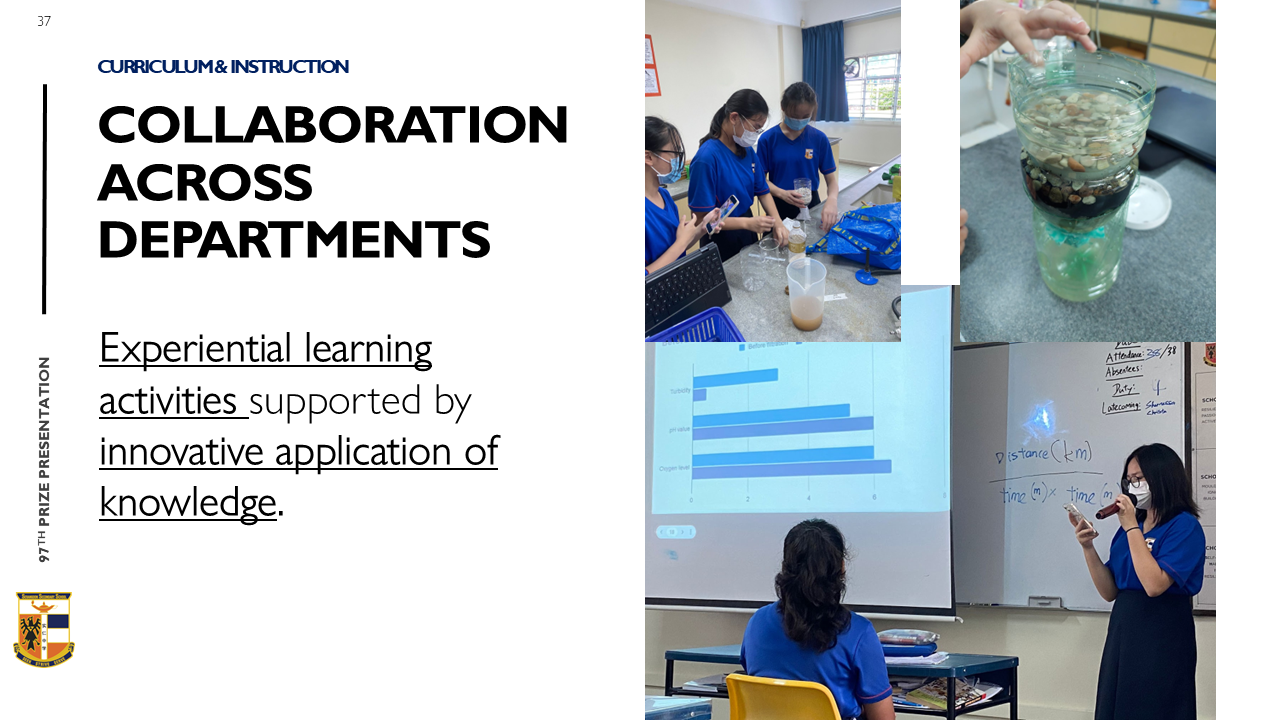 37
CURRICULUM & INSTRUCTION
COLLABORATION
ACROSS
DEPARTMENTS
Experiential learning
activities supported by
innovative application of
knowledge.
97TH PRIZE PRESENTATION
Before filtration
Turbidity
pH value
Oxygen level
0 2 4 6 8
Attendance: 38/38
Absentees:
Duty:
Latecoming:
Distance (km)
time (m) × time (m)